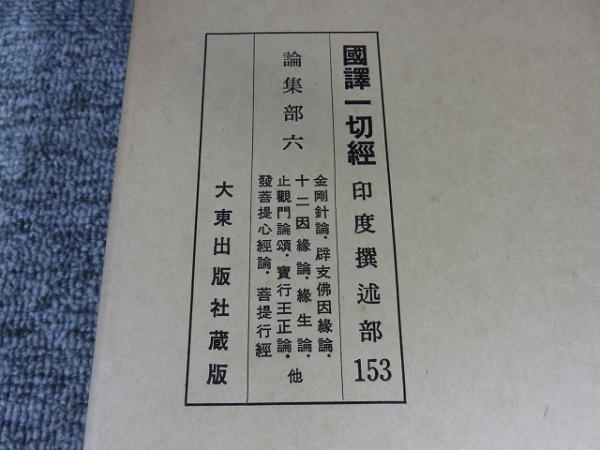 國譯一切經 印度撰述部 153
論集部 六
金剛針論·辟支佛因緣論·
十二因緣論·緣生論·
止觀門論頌·寶行王正論·他
發菩提心經論·菩提行經
大東出版社蔵版